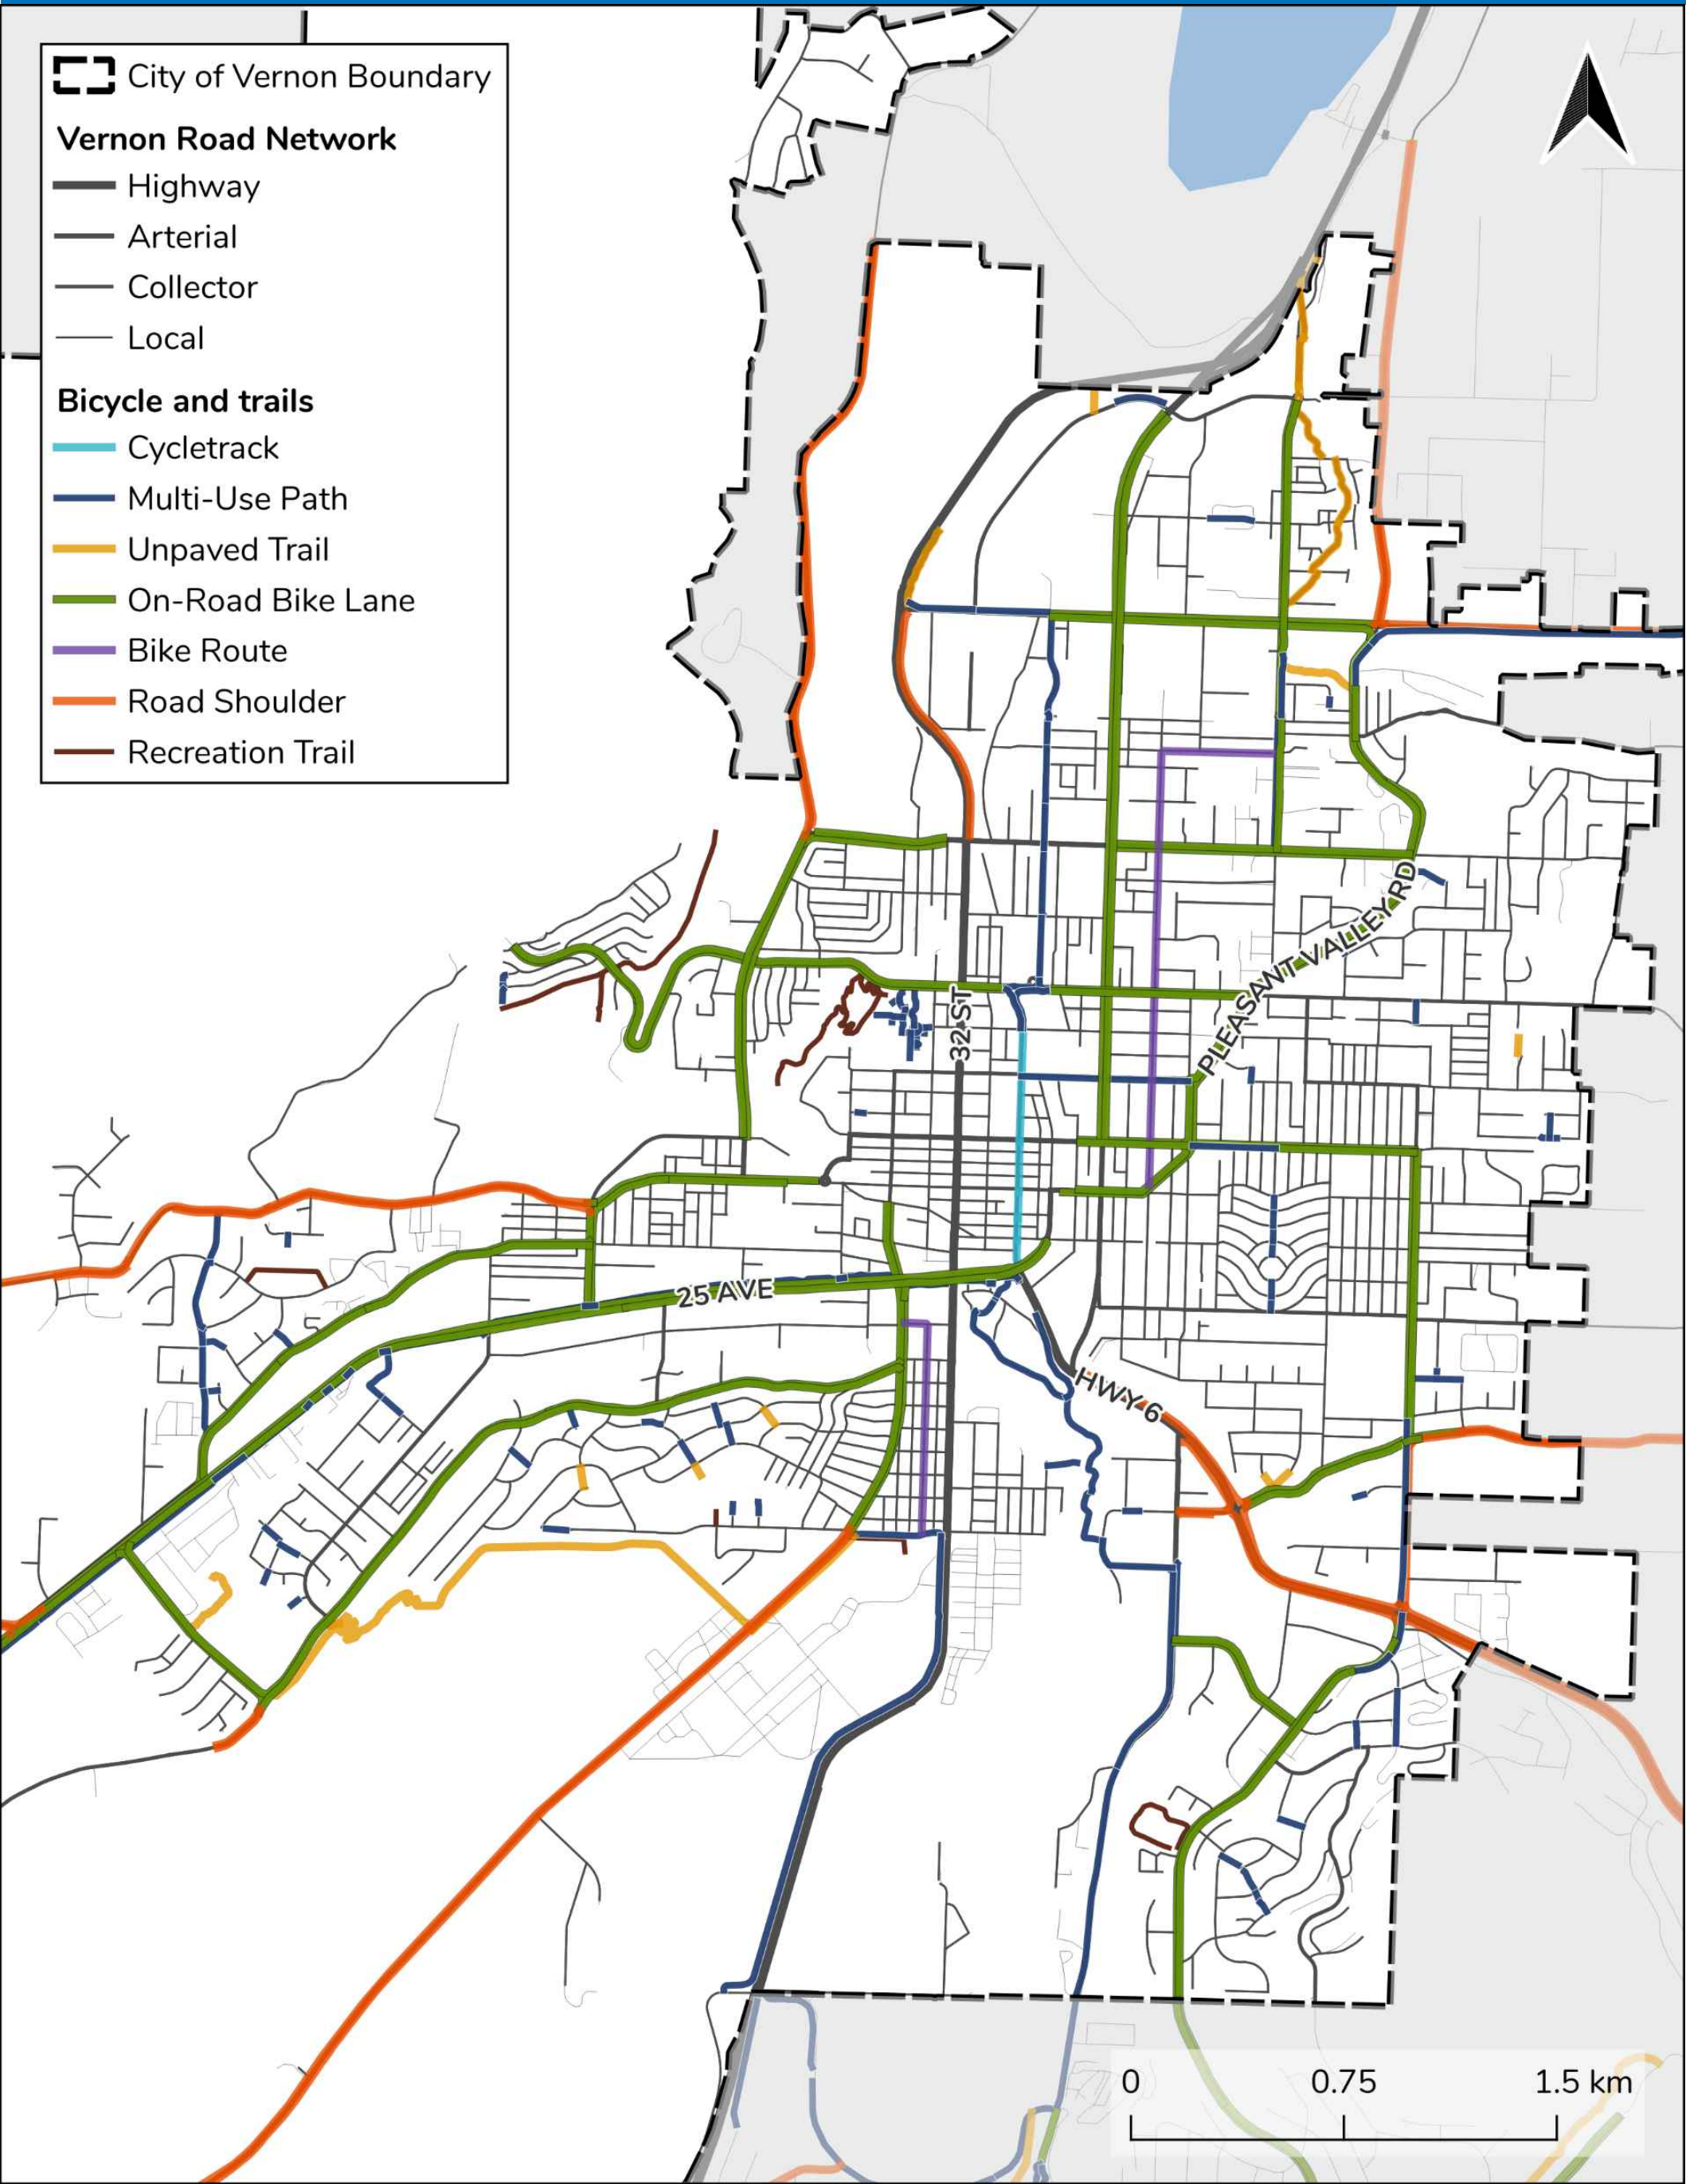 City of Vernon Boundary
Vernon Road Network
Highway
Arterial
Collector
Local
Bicycle and trails
Cycletrack
Multi-Use Path
Unpaved Trail
On-Road Bike Lane
Bike Route
Road Shoulder
Recreation Trail
PLEASANT VALLEY RD
32 ST
25 AVE
HWY 6
0 0.75 1.5 km